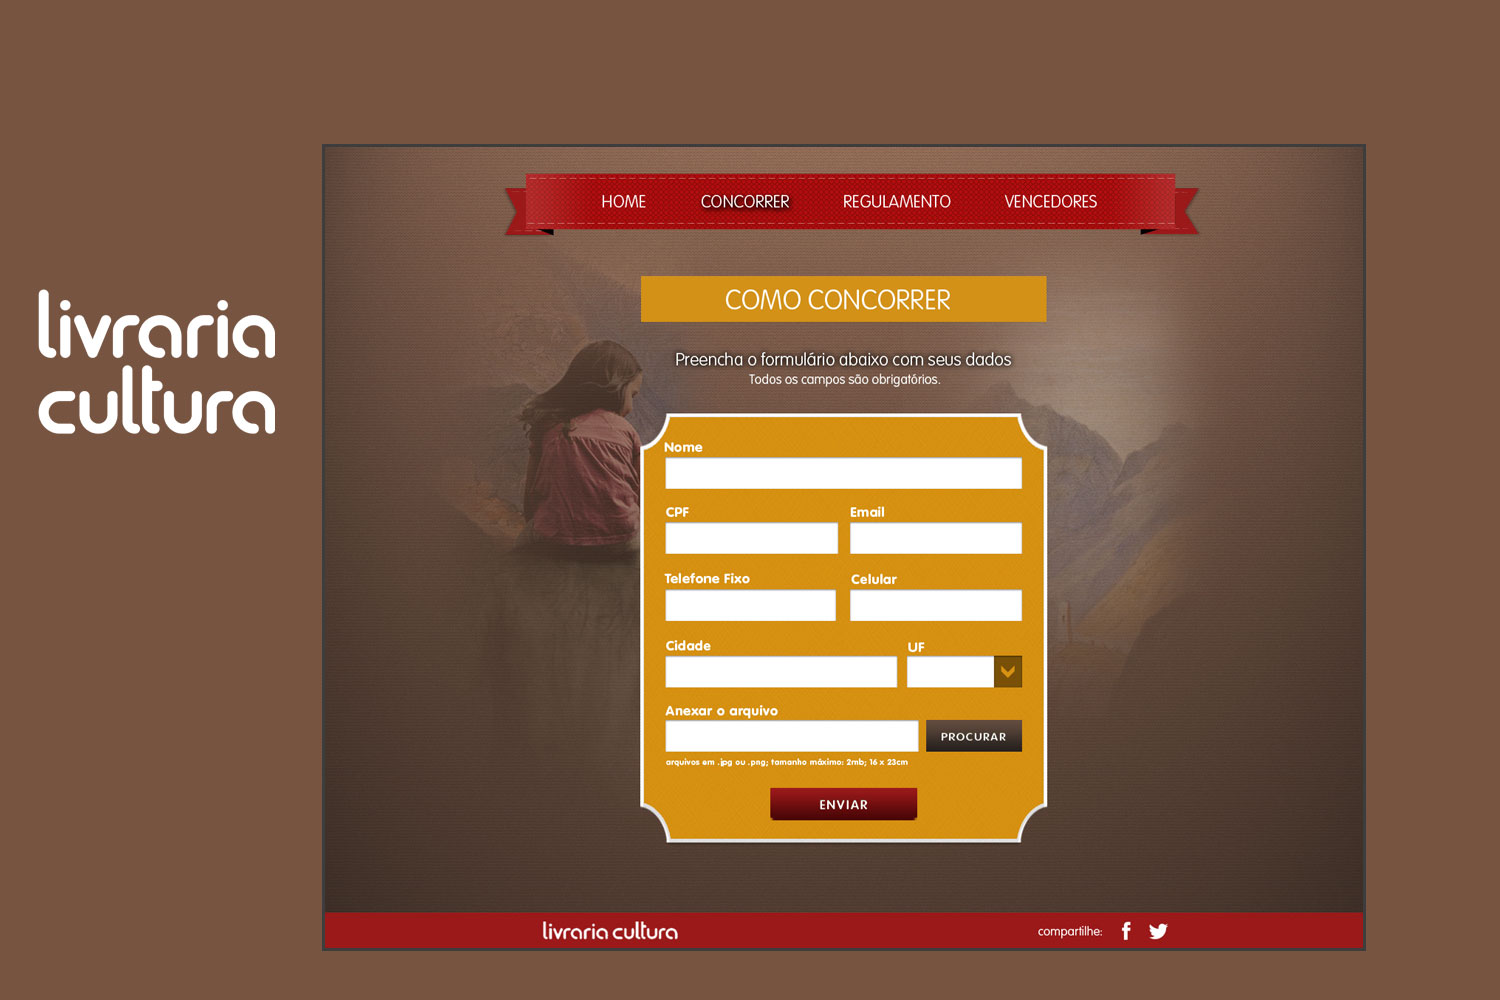 livraria
cultura
HOME CONCORRER REGULAMENTO VENCEDORES
COMO CONCORRER
Preencha o formulário abaixo com seus dados
Todos os campos são obrigatórios.
Nome
CPF Email
Telefone Fixo Celular
Cidade UF
Anexar o arquivo
PROCURAR
arquivos em .jpg ou .png; tamanho máximo: 2mb; 16 x 23cm
ENVIAR
livraria cultura compartilhe: